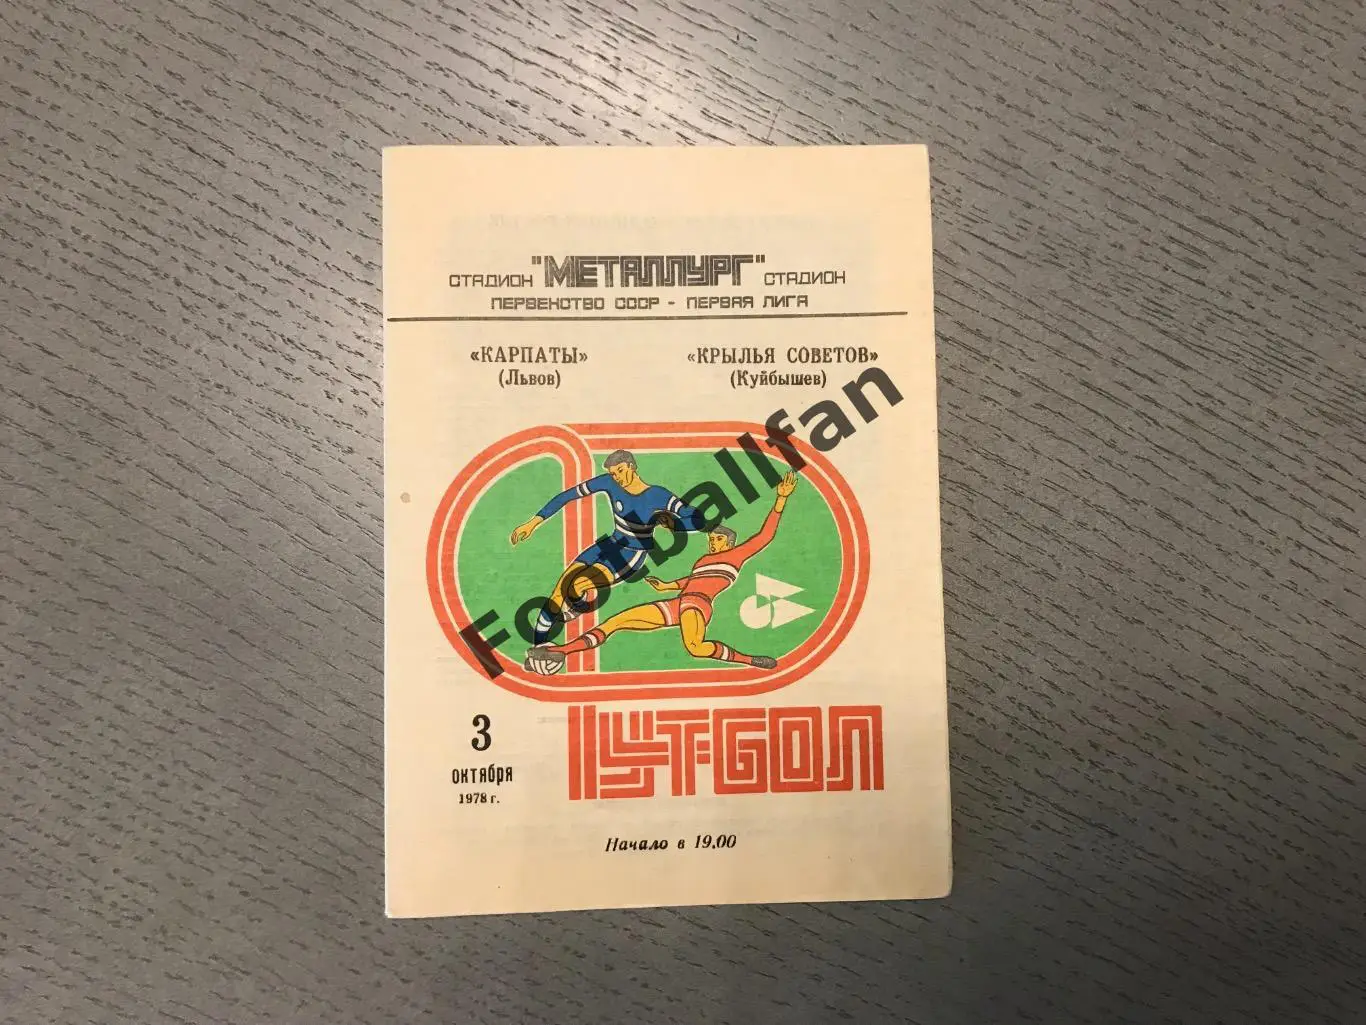 СТАДИОН "МЕТАЛЛУРГ" СТАДИОН
ПЕРВЕНСТВО СССР - ПЕРВАЯ ЛИГА
«КАРПАТЫ» «КРЫЛЬЯ СОВЕТОВ»
(Львов) (Куйбышев)
Footballfan
3
октября
1978 г.
ФУТБОЛ
Начало в 19.00